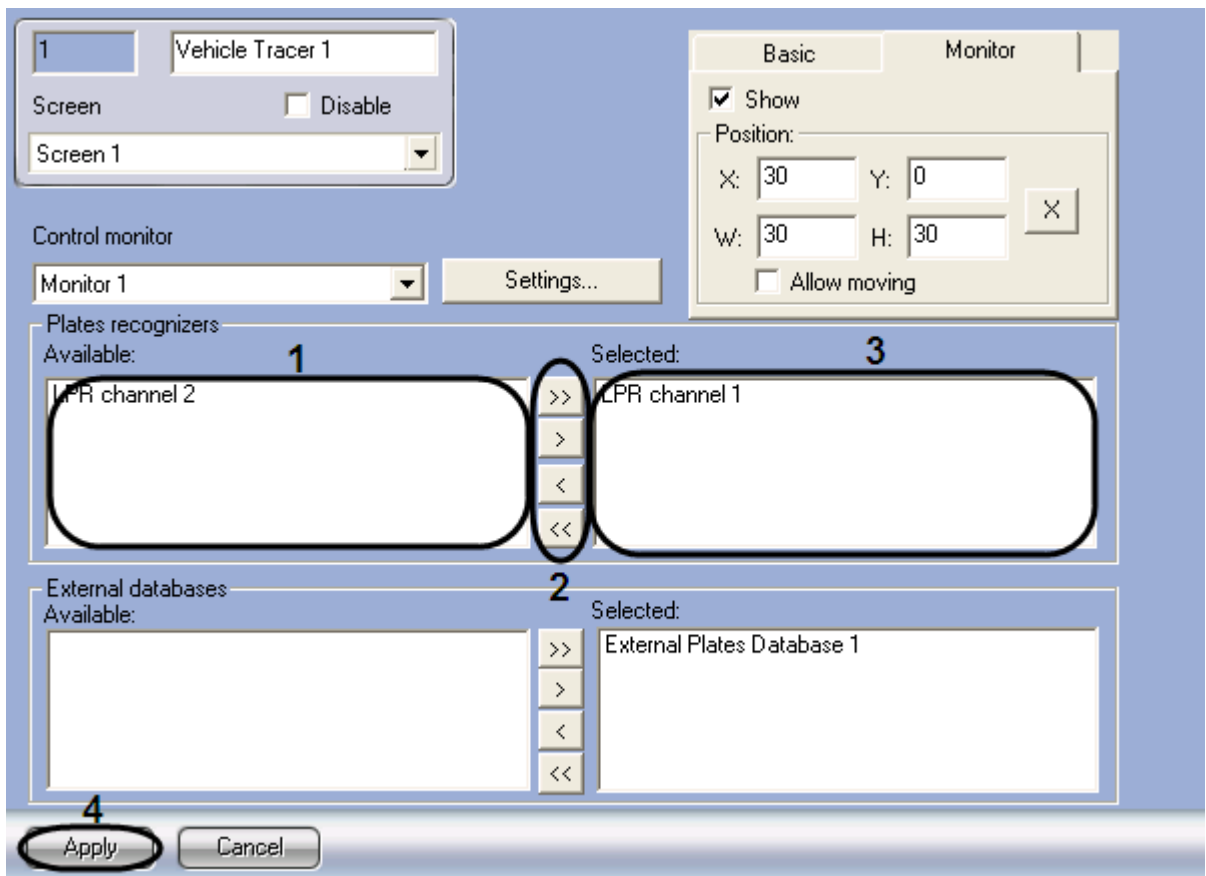 1
Vehicle Tracer 1
Screen
Disable
Screen 1
Basic
Monitor
Show
Position:
X: 30 Y: 0
X
W: 30 H: 30
Allow moving
Control monitor
Monitor 1
Settings...
Plates recognizers
Available:
1
Selected:
3
LPR channel 2
>>
>
<
<<
LPR channel 1
2
External databases
Available:
Selected:
>>
>
<
<<
External Plates Database 1
4
Apply
Cancel